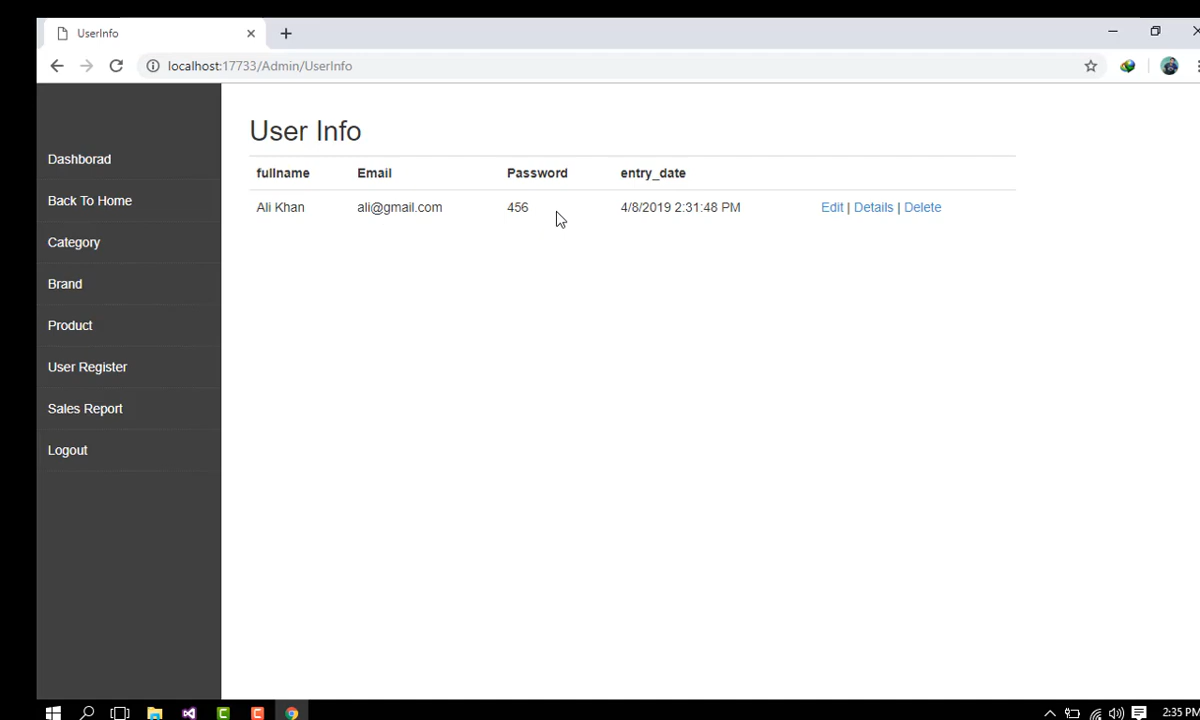 UserInfo
localhost:17733/Admin/UserInfo
Dashborad
Back To Home
Category
Brand
Product
User Register
Sales Report
Logout
User Info
fullname Email Password entry_date
Ali Khan ali@gmail.com 456 4/8/2019 2:31:48 PM Edit | Details | Delete
2:35 PM